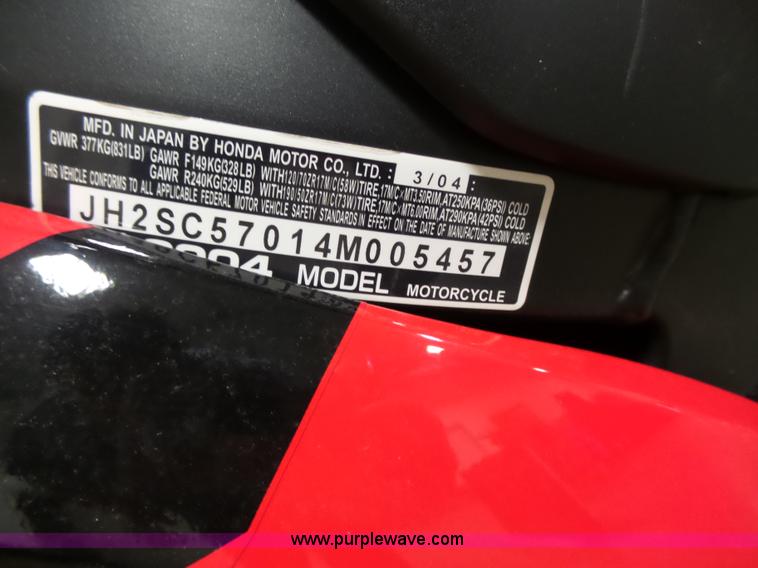 MFD. IN JAPAN BY HONDA MOTOR CO., LTD. : 3/04 :
GVWR 377KG(831LB) GAWR F149KG(328LB) WITH120/70ZR17M/C(58W)TIRE,17M/C×MT3.50RIM,AT250KPA(36PSI) COLD
GAWR R240KG(529LB) WITH190/50ZR17M/C(73W)TIRE,17M/C×MT6.00RIM,AT290KPA(42PSI) COLD
THIS VEHICLE CONFORMS TO ALL APPLICABLE FEDERAL MOTOR VEHICLE SAFETY STANDARDS IN EFFECT ON THE DATE OF MANUFACTURE SHOWN ABOVE
JH2SC57014M005457
2004 MODEL MOTORCYCLE
www.purplewave.com